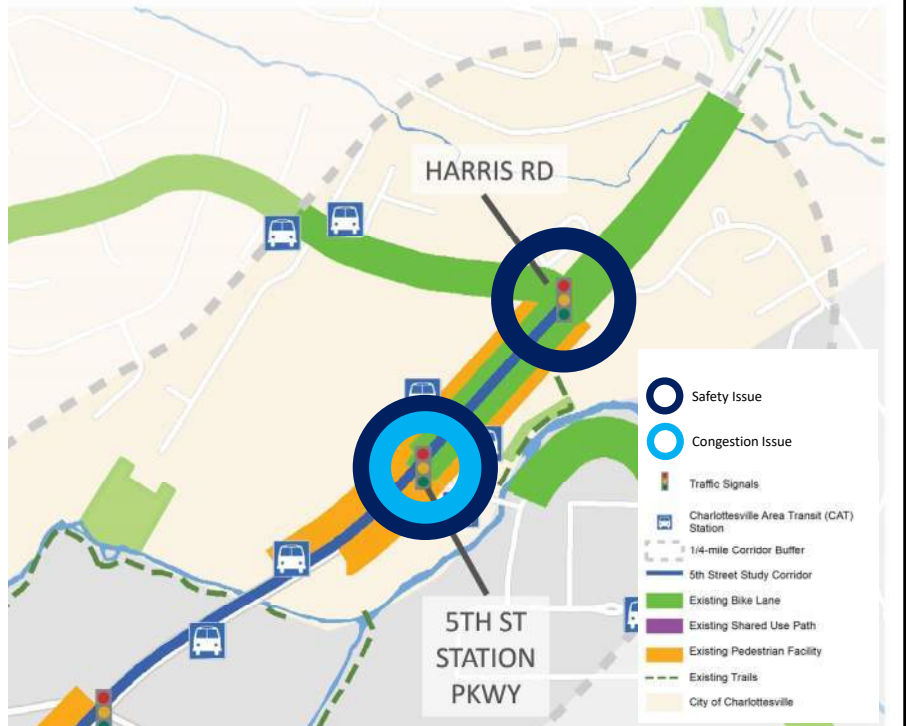 HARRIS RD
Safety Issue
Congestion Issue
Traffic Signals
Charlottesville Area Transit (CAT)
Station
1/4-mile Corridor Buffer
5th Street Study Corridor
Existing Bike Lane
Existing Shared Use Path
Existing Pedestrian Facility
Existing Trails
City of Charlottesville
5TH ST
STATION
PKWY